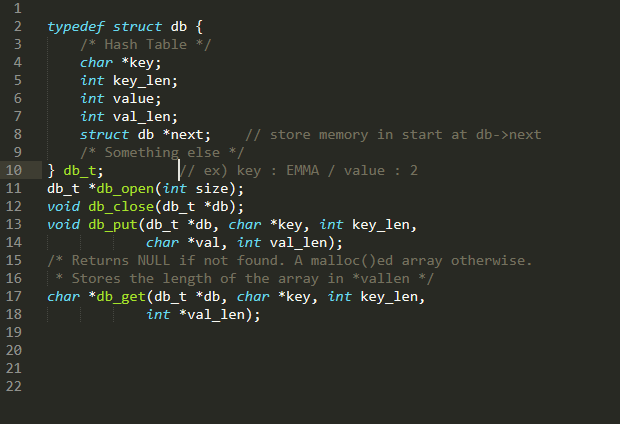 1
2 typedef struct db {
3 /* Hash Table */
4 char *key;
5 int key_len;
6 int value;
7 int val_len;
8 struct db *next; // store memory in start at db->next
9 /* Something else */
10 } db_t; // ex) key : EMMA / value : 2
11 db_t *db_open(int size);
12 void db_close(db_t *db);
13 void db_put(db_t *db, char *key, int key_len,
14 char *val, int val_len);
15 /* Returns NULL if not found. A malloc()ed array otherwise.
16 * Stores the length of the array in *vallen */
17 char *db_get(db_t *db, char *key, int key_len,
18 int *val_len);
19
20
21
22